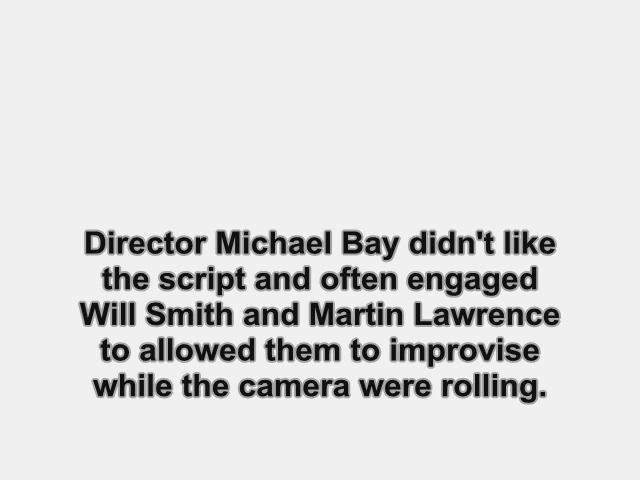 Director Michael Bay didn't like
the script and often engaged
Will Smith and Martin Lawrence
to allowed them to improvise
while the camera were rolling.